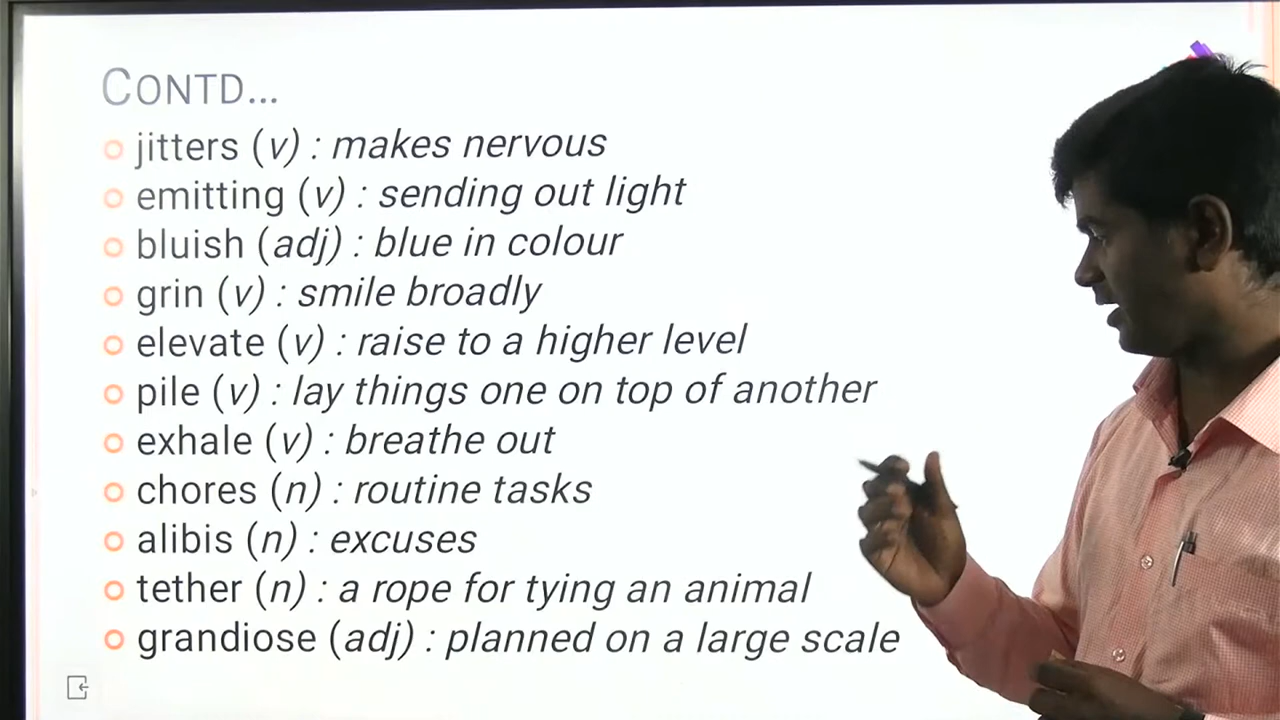 CONTD...
jitters (v) : makes nervous
emitting (v) : sending out light
bluish (adj) : blue in colour
grin (v) : smile broadly
elevate (v) : raise to a higher level
pile (v) : lay things one on top of another
exhale (v) : breathe out
chores (n) : routine tasks
alibis (n) : excuses
tether (n) : a rope for tying an animal
grandiose (adj) : planned on a large scale